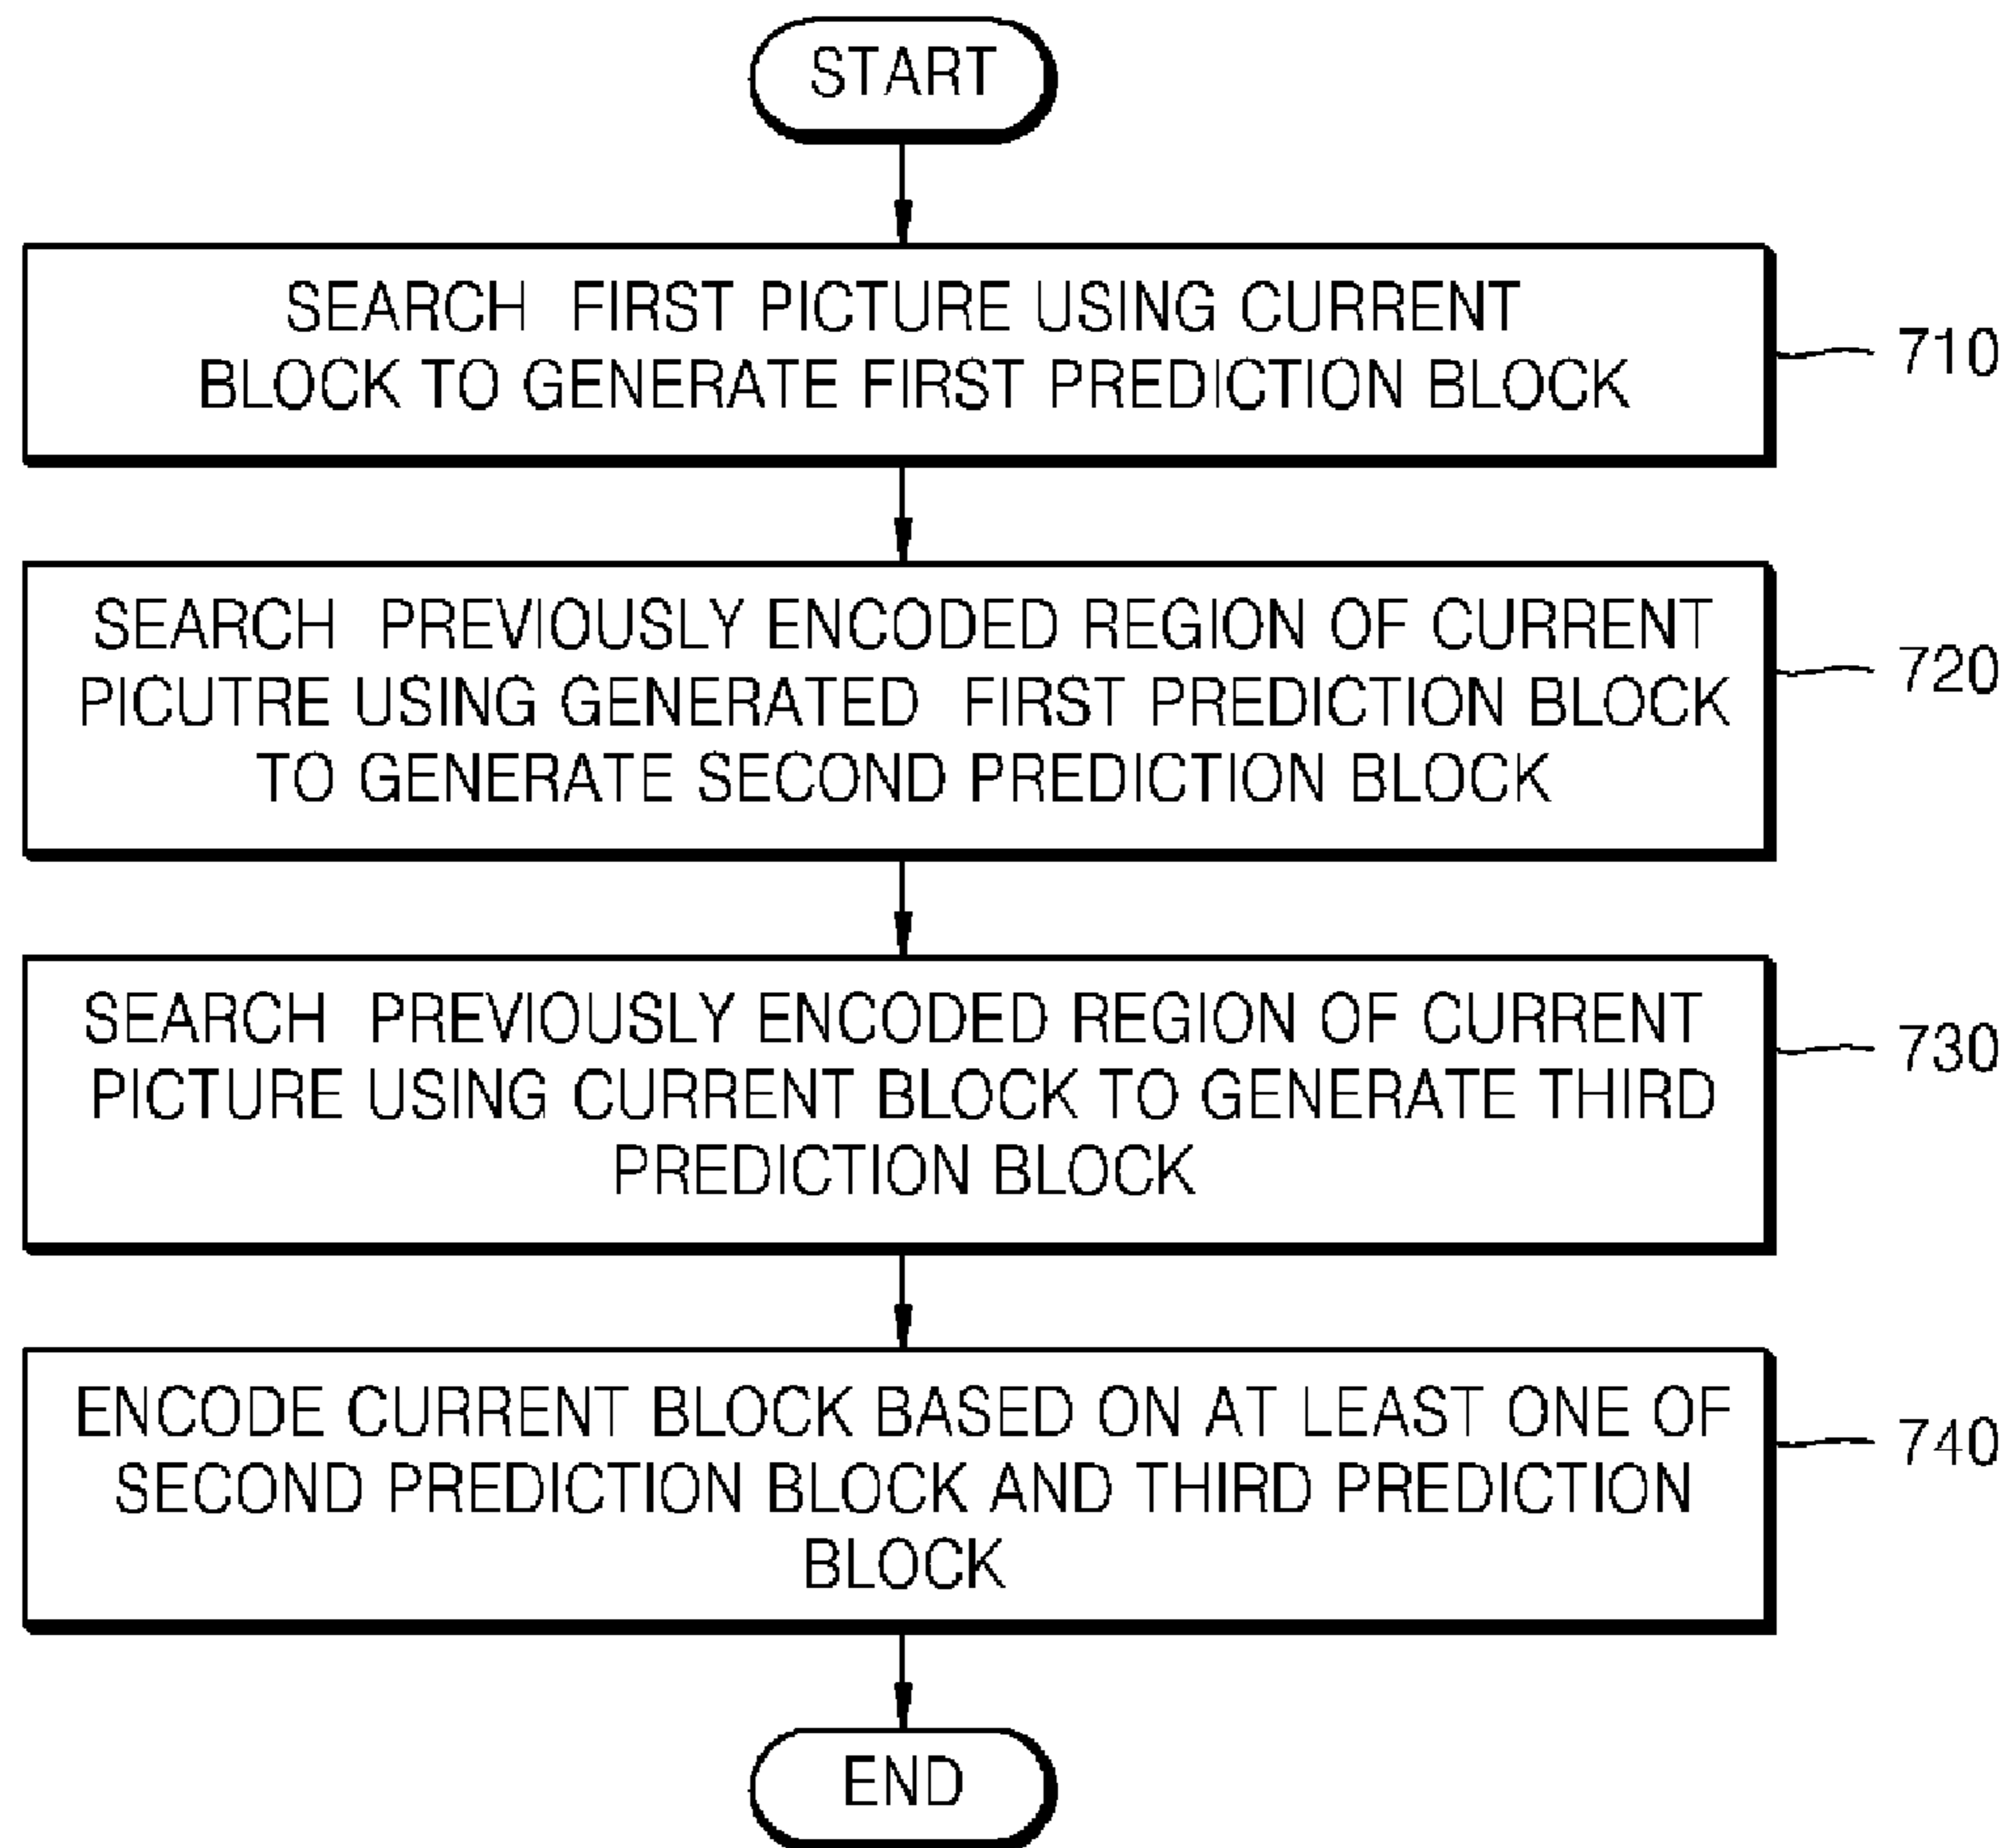 START
SEARCH FIRST PICTURE USING CURRENT
BLOCK TO GENERATE FIRST PREDICTION BLOCK
710
SEARCH PREVIOUSLY ENCODED REGION OF CURRENT
PICUTRE USING GENERATED FIRST PREDICTION BLOCK
TO GENERATE SECOND PREDICTION BLOCK
720
SEARCH PREVIOUSLY ENCODED REGION OF CURRENT
PICTURE USING CURRENT BLOCK TO GENERATE THIRD
PREDICTION BLOCK
730
ENCODE CURRENT BLOCK BASED ON AT LEAST ONE OF
SECOND PREDICTION BLOCK AND THIRD PREDICTION
BLOCK
740
END